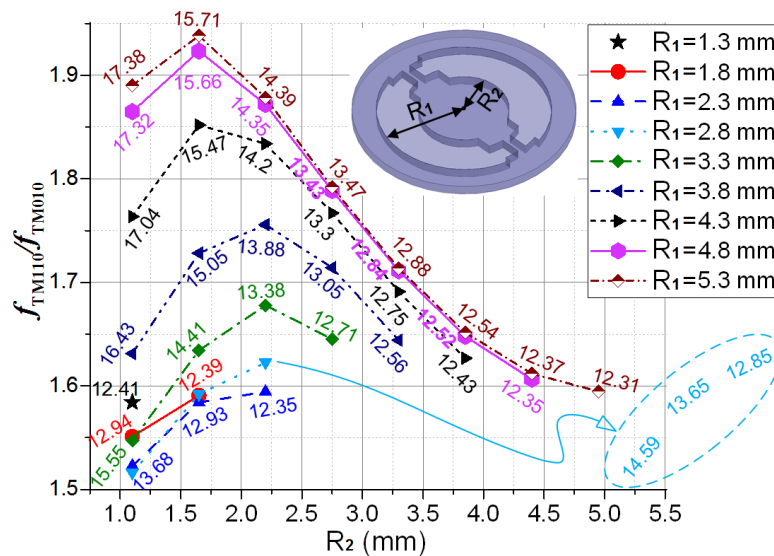 f_TM110/f_TM010
1.9
1.8
1.7
1.6
1.5
1.0 1.5 2.0 2.5 3.0 3.5 4.0 4.5 5.0 5.5
R₂ (mm)
17.38 15.71 14.39 13.47 12.88 12.54 12.37 12.31
17.32 15.66 14.35 13.43 12.84 12.52 12.35
17.04 15.47 14.2 13.3 12.75 12.43
16.43 15.05 13.88 13.05 12.56
15.55 14.41 13.38 12.71
14.59 13.65 12.85
13.68 12.93 12.35
12.94 12.39
12.41
R₁
R₂
R₁=1.3 mm
R₁=1.8 mm
R₁=2.3 mm
R₁=2.8 mm
R₁=3.3 mm
R₁=3.8 mm
R₁=4.3 mm
R₁=4.8 mm
R₁=5.3 mm